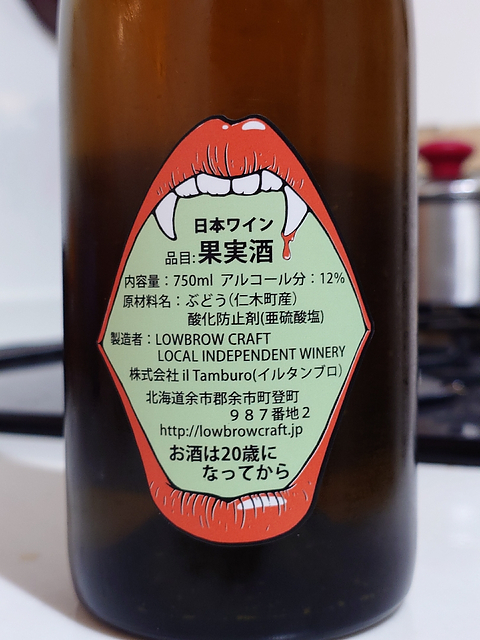 日本ワイン
品目:果実酒
内容量：750ml アルコール分：12%
原材料名：ぶどう(仁木町産)
酸化防止剤(亜硫酸塩)
製造者：LOWBROW CRAFT
LOCAL INDEPENDENT WINERY
株式会社 il Tamburo(イルタンブロ)
北海道余市郡余市町登町
９８７番地２
http://lowbrowcraft.jp
お酒は20歳に
なってから